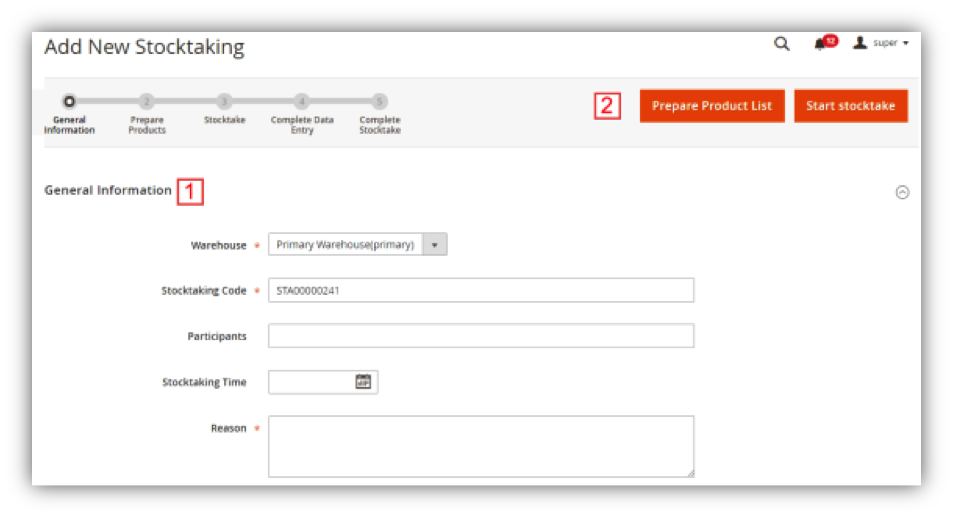 Add New Stocktaking
12
super
General Information
2
Prepare Products
3
Stocktake
4
Complete Data Entry
5
Complete Stocktake
2
Prepare Product List
Start stocktake
General Information
1
Warehouse *
Primary Warehouse(primary)
Stocktaking Code *
STA00000241
Participants
Stocktaking Time
Reason *